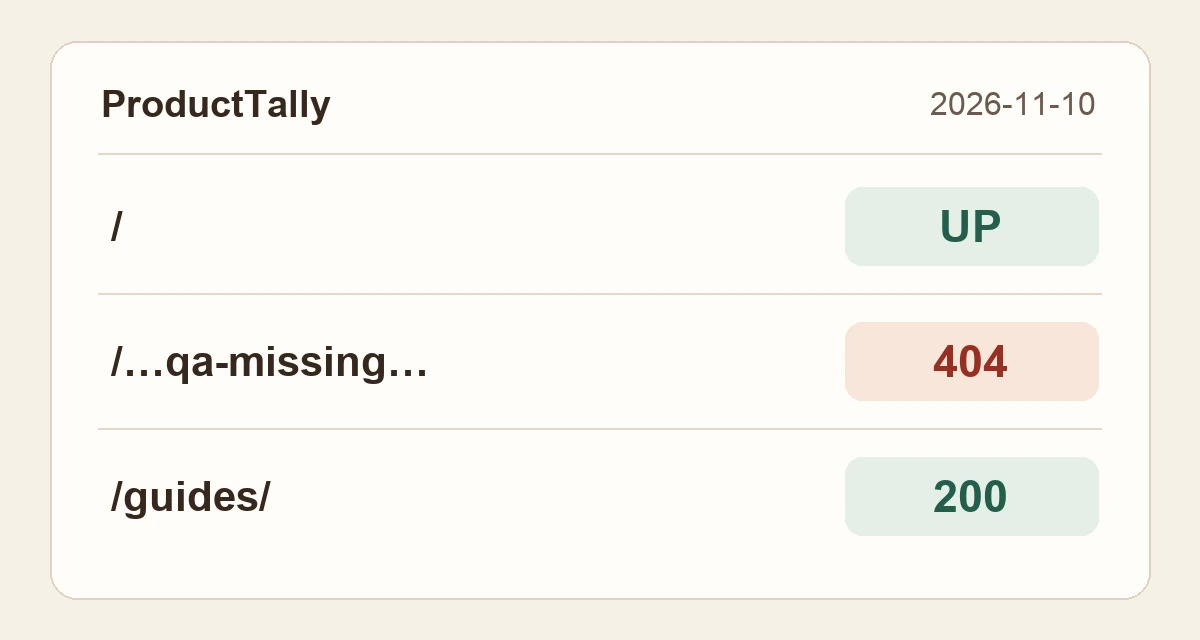 ProductTally 2026-11-10
/ UP
/…qa-missing… 404
/guides/ 200